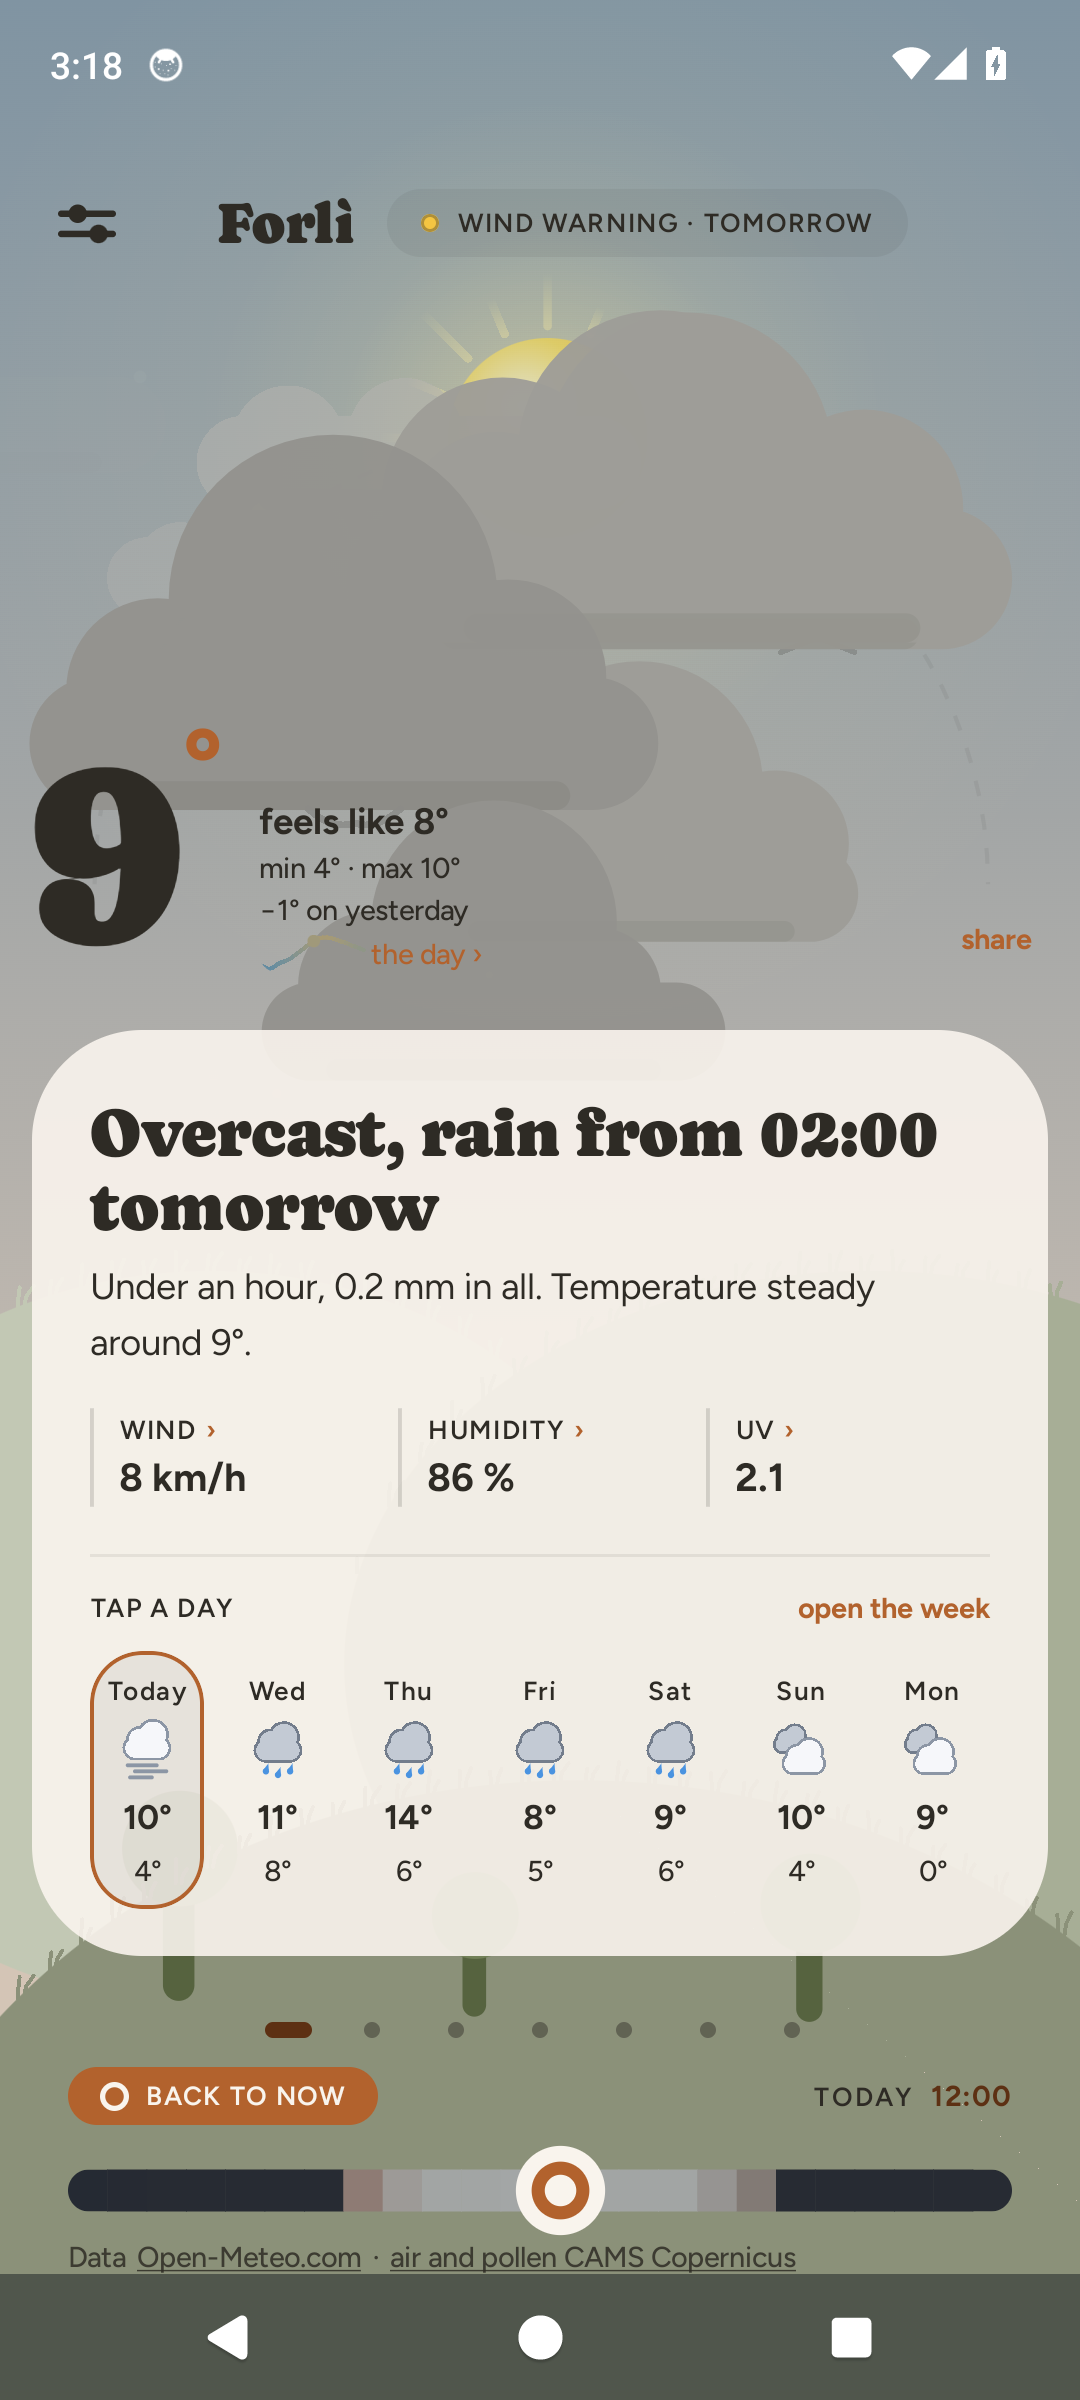 3:18
Forlì
WIND WARNING · TOMORROW
9°
feels like 8°
min 4° · max 10°
−1° on yesterday
the day ›
share
Overcast, rain from 02:00
tomorrow
Under an hour, 0.2 mm in all. Temperature steady
around 9°.
WIND › HUMIDITY › UV ›
8 km/h 86 % 2.1
TAP A DAY open the week
Today Wed Thu Fri Sat Sun Mon
10° 11° 14° 8° 9° 10° 9°
4° 8° 6° 5° 6° 4° 0°
BACK TO NOW TODAY 12:00
Data Open-Meteo.com · air and pollen CAMS Copernicus